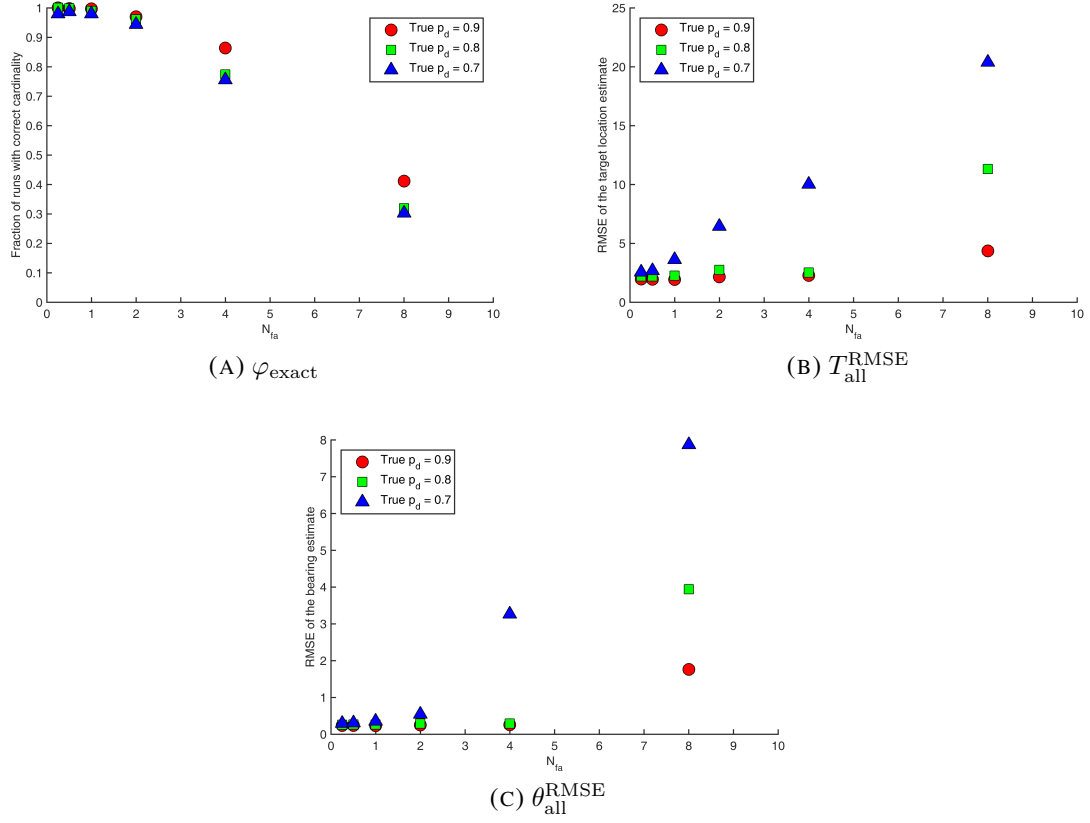 Fraction of runs with correct cardinality
1
0.9
0.8
0.7
0.6
0.5
0.4
0.3
0.2
0.1
0
True p_d = 0.9
True p_d = 0.8
True p_d = 0.7
0 1 2 3 4 5 6 7 8 9 10
N_fa
(A) φ_exact
RMSE of the target location estimate
25
20
15
10
5
0
True p_d = 0.9
True p_d = 0.8
True p_d = 0.7
0 1 2 3 4 5 6 7 8 9 10
N_fa
(B) T_all^RMSE
RMSE of the bearing estimate
8
7
6
5
4
3
2
1
0
True p_d = 0.9
True p_d = 0.8
True p_d = 0.7
0 1 2 3 4 5 6 7 8 9 10
N_fa
(C) θ_all^RMSE